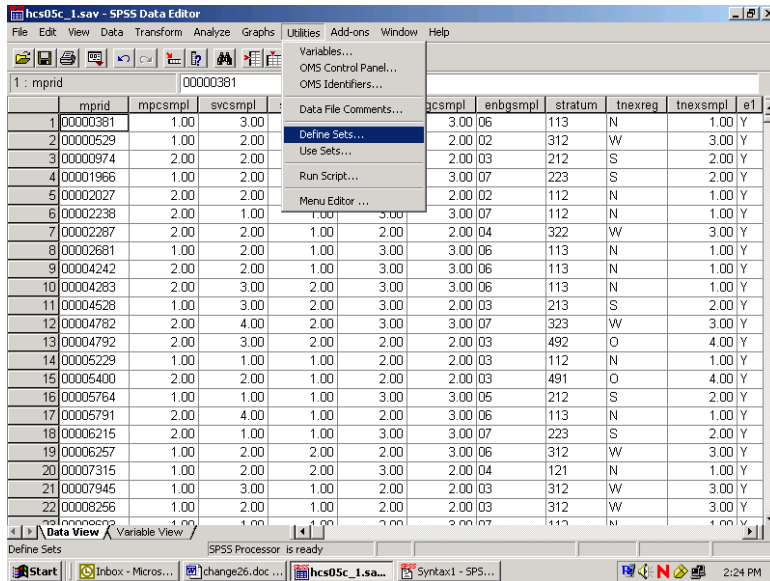 hcs05c_1.sav - SPSS Data Editor
File Edit View Data Transform Analyze Graphs Utilities Add-ons Window Help
Variables...
OMS Control Panel...
OMS Identifiers...
Data File Comments...
Define Sets...
Use Sets...
Run Script...
Menu Editor ...
1 : mprid 00000381
mprid mpcsmpl svcsmpl gcsmpl enbgsmpl stratum tnexreg tnexsmpl e1
1 00000381 1.00 3.00 3.00 06 113 N 1.00 Y
2 00000529 1.00 2.00 2.00 02 312 W 3.00 Y
3 00000974 2.00 2.00 2.00 03 212 S 2.00 Y
4 00001966 1.00 2.00 3.00 07 223 S 2.00 Y
5 00002027 2.00 2.00 2.00 02 112 N 1.00 Y
6 00002238 2.00 1.00 1.00 3.00 3.00 07 112 N 1.00 Y
7 00002287 2.00 2.00 1.00 2.00 2.00 04 322 W 3.00 Y
8 00002681 1.00 2.00 1.00 3.00 3.00 06 113 N 1.00 Y
9 00004242 2.00 2.00 1.00 3.00 3.00 06 113 N 1.00 Y
10 00004283 2.00 3.00 2.00 3.00 3.00 06 113 N 1.00 Y
11 00004528 1.00 3.00 2.00 3.00 2.00 03 213 S 2.00 Y
12 00004782 2.00 4.00 2.00 3.00 3.00 07 323 W 3.00 Y
13 00004792 2.00 3.00 2.00 2.00 2.00 03 492 O 4.00 Y
14 00005229 1.00 1.00 1.00 2.00 2.00 03 112 N 1.00 Y
15 00005400 2.00 2.00 1.00 2.00 2.00 03 491 O 4.00 Y
16 00005764 1.00 1.00 1.00 3.00 3.00 05 212 S 2.00 Y
17 00005791 2.00 4.00 1.00 2.00 3.00 06 113 N 1.00 Y
18 00006215 2.00 1.00 1.00 3.00 3.00 07 223 S 2.00 Y
19 00006257 1.00 2.00 2.00 3.00 3.00 06 312 W 3.00 Y
20 00007315 1.00 2.00 2.00 3.00 2.00 04 121 N 1.00 Y
21 00007945 1.00 3.00 1.00 2.00 2.00 03 312 W 3.00 Y
22 00008256 1.00 2.00 2.00 2.00 2.00 03 312 W 3.00 Y
Data View Variable View
Define Sets SPSS Processor is ready
Start Inbox - Micros... change26.doc ... hcs05c_1.sa... Syntax1 - SPS... 2:24 PM